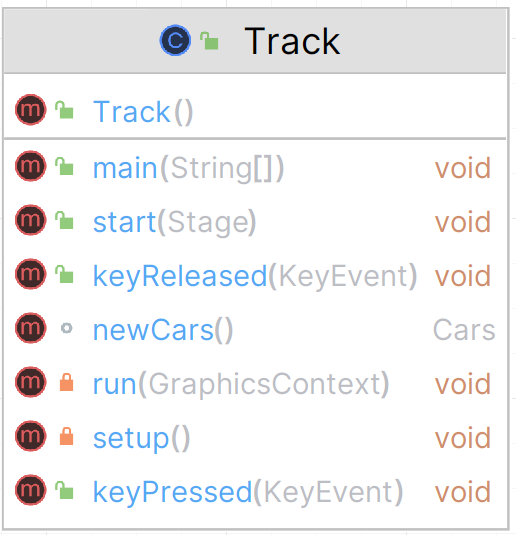 C Track
m Track()
m main(String[]) void
m start(Stage) void
m keyReleased(KeyEvent) void
m newCars() Cars
m run(GraphicsContext) void
m setup() void
m keyPressed(KeyEvent) void